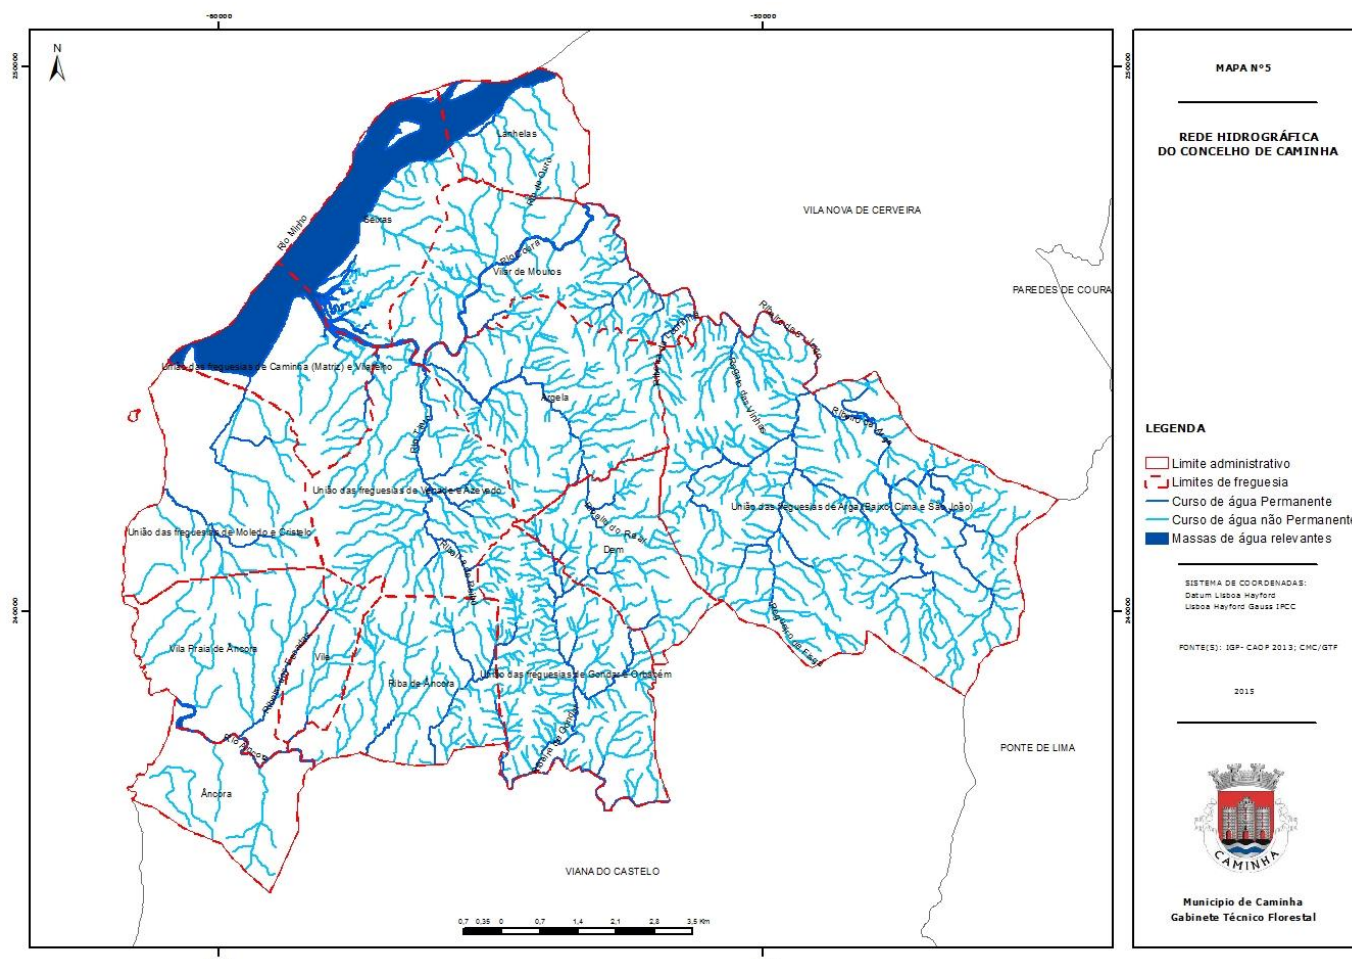 -60000
-50000
250000
250000
N
MAPA Nº5
REDE HIDROGRÁFICA
DO CONCELHO DE CAMINHA
Lanhelas
Seixas
Rio Minho
Rio Coura
Vilar de Mouros
VILA NOVA DE CERVEIRA
PAREDES DE COURA
União das freguesias de Caminha (Matriz) e Vilarelho
Argela
Rio Tauro
Regato das Vinhas
LEGENDA
Limite administrativo
Limites de freguesia
Curso de água Permanente
Curso de água não Permanente
Massas de água relevantes
União das freguesias de Venade e Azevedo
União das freguesias de Arga (Baixo, Cima e São João)
União das freguesias de Moledo e Cristelo
Dem
SISTEMA DE COORDENADAS:
Datum Lisboa Hayford
Lisboa Hayford Gauss IPCC
240000
240000
FONTE(S): IGP- CAOP 2013; CMC/GTF
2015
Vila Praia de Âncora
Vile
Riba de Âncora
União das freguesias de Gondar e Orbacém
Rio Âncora
PONTE DE LIMA
Âncora
VIANA DO CASTELO
CAMINHA
0,7 0,35 0 0,7 1,4 2,1 2,8 3,5 Km
Municipio de Caminha
Gabinete Técnico Florestal